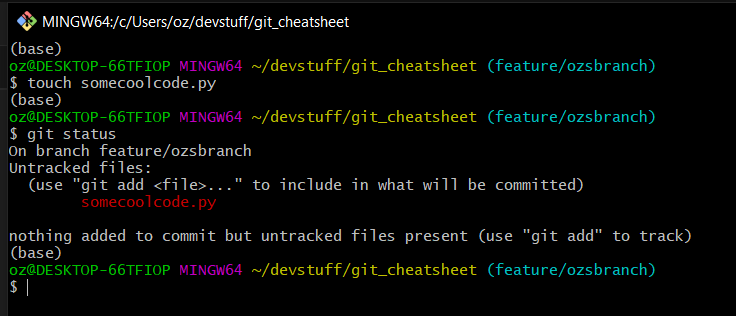 MINGW64:/c/Users/oz/devstuff/git_cheatsheet
(base)
oz@DESKTOP-66TFIOP MINGW64 ~/devstuff/git_cheatsheet (feature/ozsbranch)
$ touch somecoolcode.py
(base)
oz@DESKTOP-66TFIOP MINGW64 ~/devstuff/git_cheatsheet (feature/ozsbranch)
$ git status
On branch feature/ozsbranch
Untracked files:
  (use "git add <file>..." to include in what will be committed)
        somecoolcode.py

nothing added to commit but untracked files present (use "git add" to track)
(base)
oz@DESKTOP-66TFIOP MINGW64 ~/devstuff/git_cheatsheet (feature/ozsbranch)
$